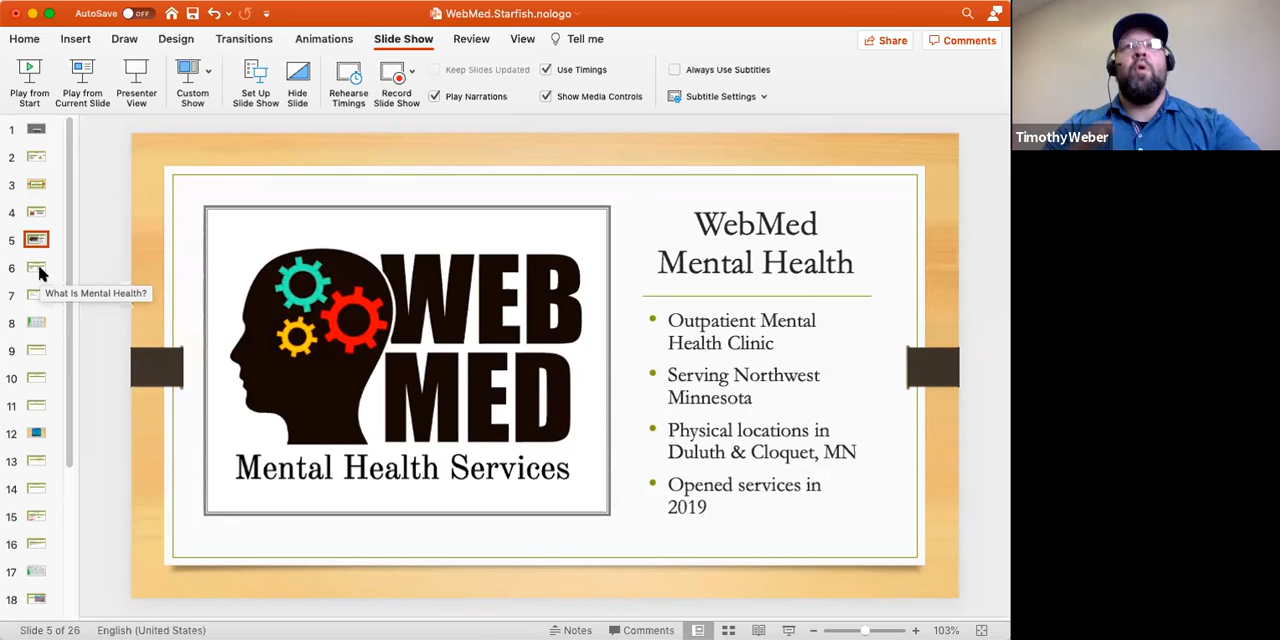 AutoSave OFF
WebMed.Starfish.nologo
Home Insert Draw Design Transitions Animations Slide Show Review View Tell me
Share Comments
Play from Start
Play from Current Slide
Presenter View
Custom Show
Set Up Slide Show
Hide Slide
Rehearse Timings
Record Slide Show
Keep Slides Updated
Play Narrations
Use Timings
Show Media Controls
Always Use Subtitles
Subtitle Settings
TimothyWeber
1
2
3
4
5
6
What Is Mental Health?
7
8
9
10
11
12
13
14
15
16
17
18
WEB
MED
Mental Health Services
WebMed
Mental Health
• Outpatient Mental
Health Clinic
• Serving Northwest
Minnesota
• Physical locations in
Duluth & Cloquet, MN
• Opened services in
2019
Slide 5 of 26 English (United States) Notes Comments 103%